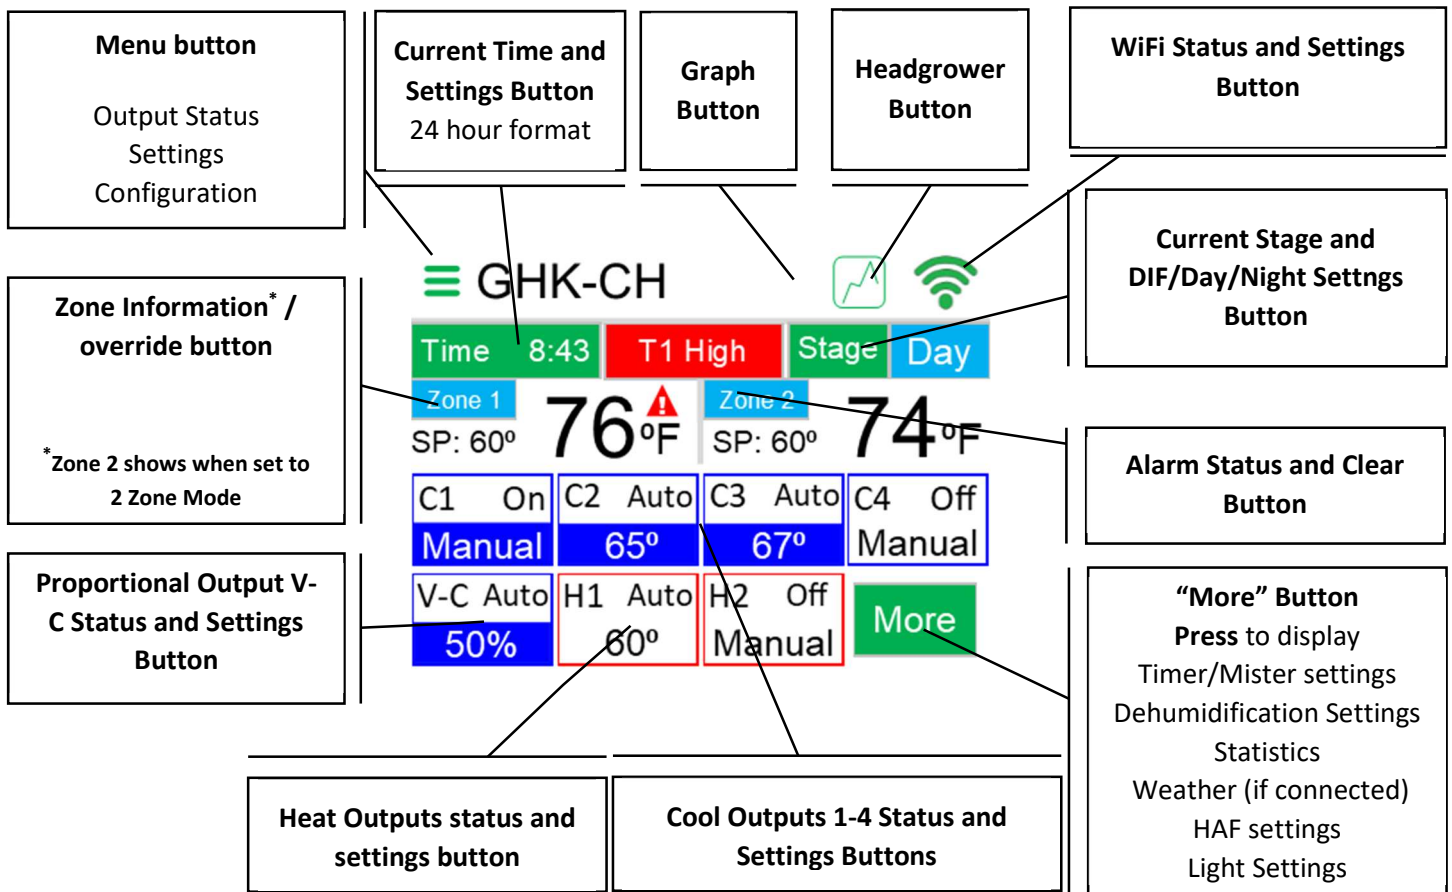 Menu button
Output Status
Settings
Configuration
Current Time and
Settings Button
24 hour format
Graph
Button
Headgrower
Button
WiFi Status and Settings
Button
Zone Information* /
override button
*Zone 2 shows when set to
2 Zone Mode
Current Stage and
DIF/Day/Night Settngs
Button
GHK-CH
Time 8:43 T1 High Stage Day
Zone 1 76ºF Zone 2 74ºF
SP: 60º SP: 60º
C1 On C2 Auto C3 Auto C4 Off
Manual 65º 67º Manual
V-C Auto H1 Auto H2 Off More
50% 60º Manual
Alarm Status and Clear
Button
Proportional Output V-
C Status and Settings
Button
“More” Button
Press to display
Timer/Mister settings
Dehumidification Settings
Statistics
Weather (if connected)
HAF settings
Light Settings
Heat Outputs status and
settings button
Cool Outputs 1-4 Status and
Settings Buttons